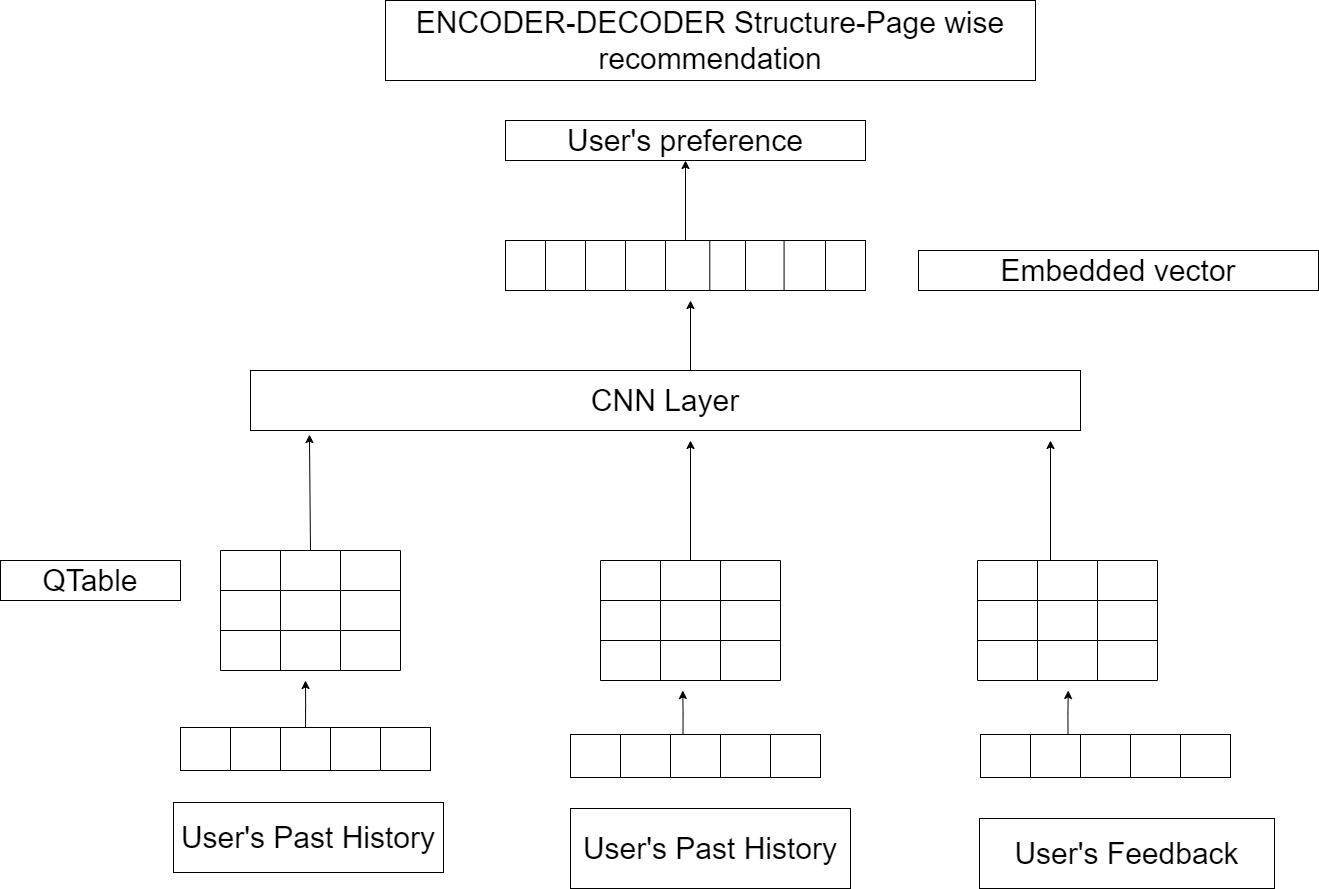 ENCODER-DECODER Structure-Page wise
recommendation
User's preference
Embedded vector
CNN Layer
QTable
User's Past History
User's Past History
User's Feedback